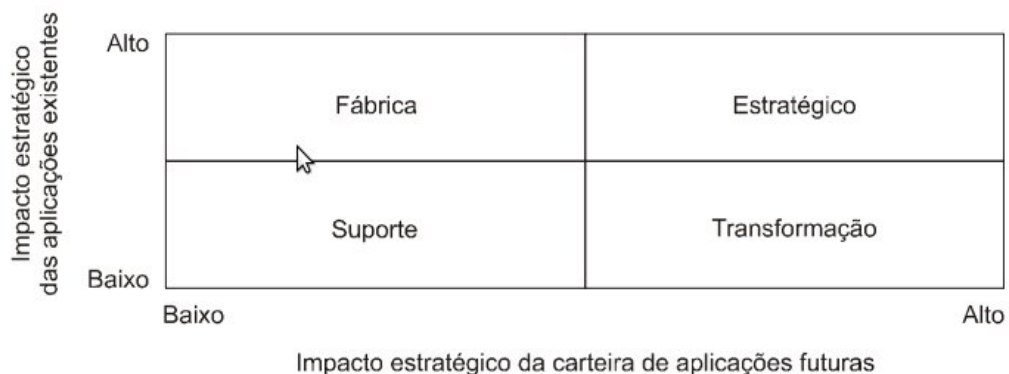 Impacto estratégico
das aplicações existentes
Alto
Fábrica
Estratégico
Suporte
Transformação
Baixo
Baixo
Alto
Impacto estratégico da carteira de aplicações futuras